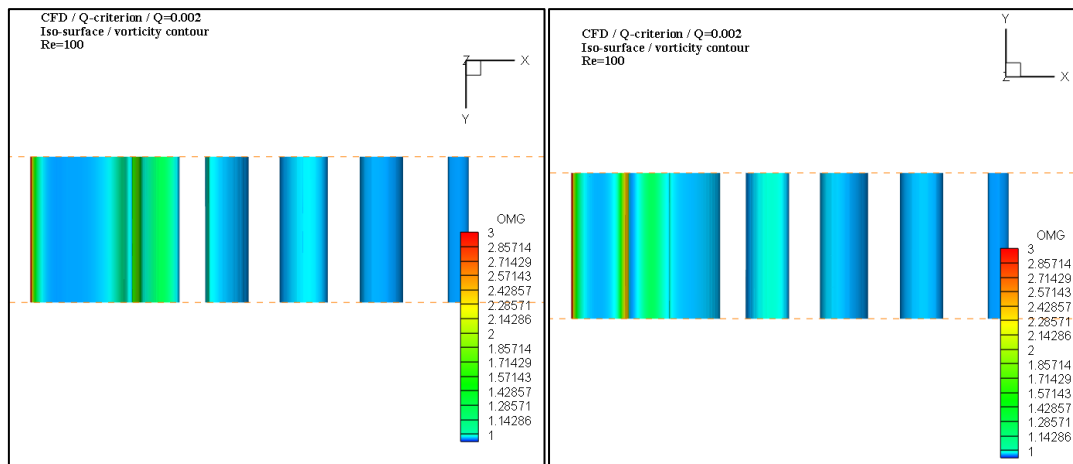 CFD / Q-criterion / Q=0.002
Iso-surface / vorticity contour
Re=100
Z
X
Y
OMG
3
2.85714
2.71429
2.57143
2.42857
2.28571
2.14286
2
1.85714
1.71429
1.57143
1.42857
1.28571
1.14286
1
CFD / Q-criterion / Q=0.002
Iso-surface / vorticity contour
Re=100
Y
Z
X
OMG
3
2.85714
2.71429
2.57143
2.42857
2.28571
2.14286
2
1.85714
1.71429
1.57143
1.42857
1.28571
1.14286
1